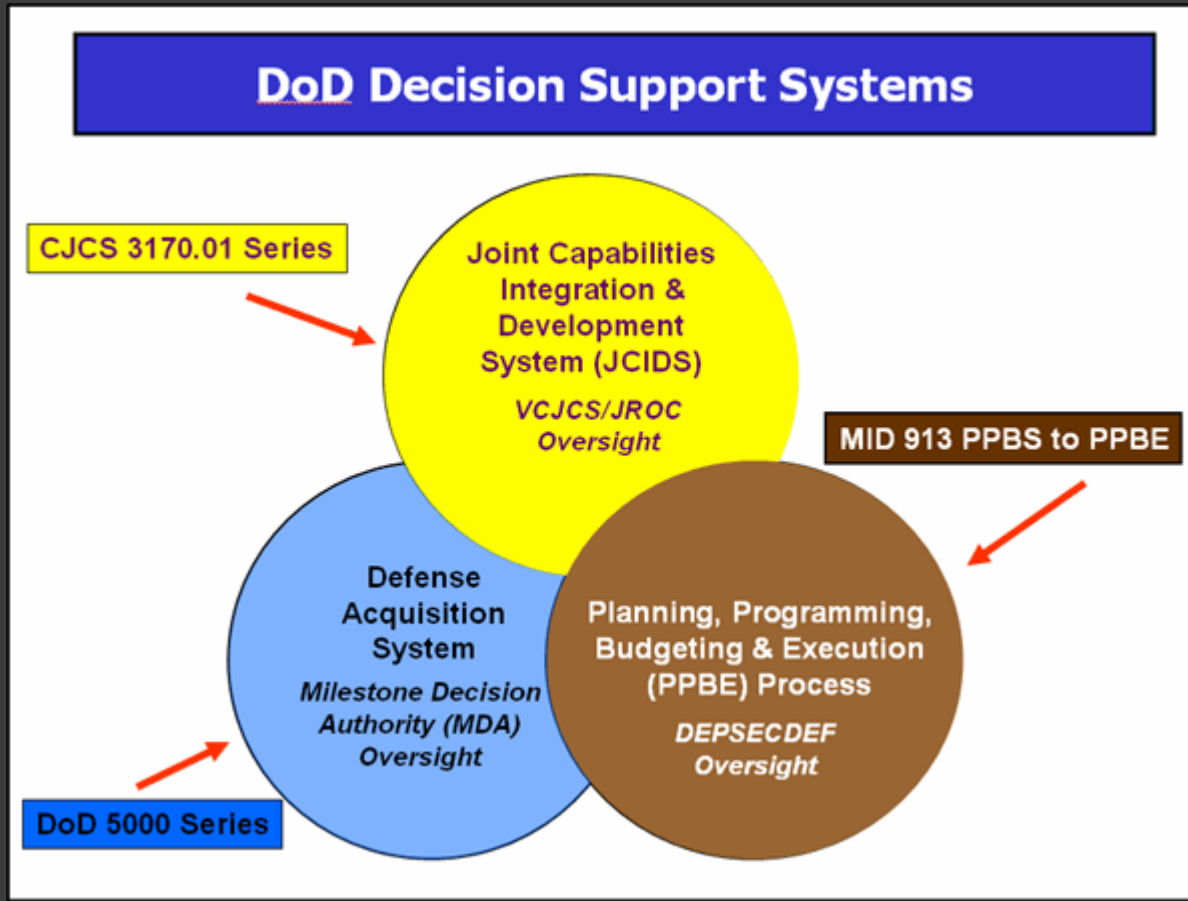 DoD Decision Support Systems
CJCS 3170.01 Series
Joint Capabilities
Integration &
Development
System (JCIDS)
VCJCS/JROC
Oversight
MID 913 PPBS to PPBE
Defense
Acquisition
System
Milestone Decision
Authority (MDA)
Oversight
Planning, Programming,
Budgeting & Execution
(PPBE) Process
DEPSECDEF
Oversight
DoD 5000 Series